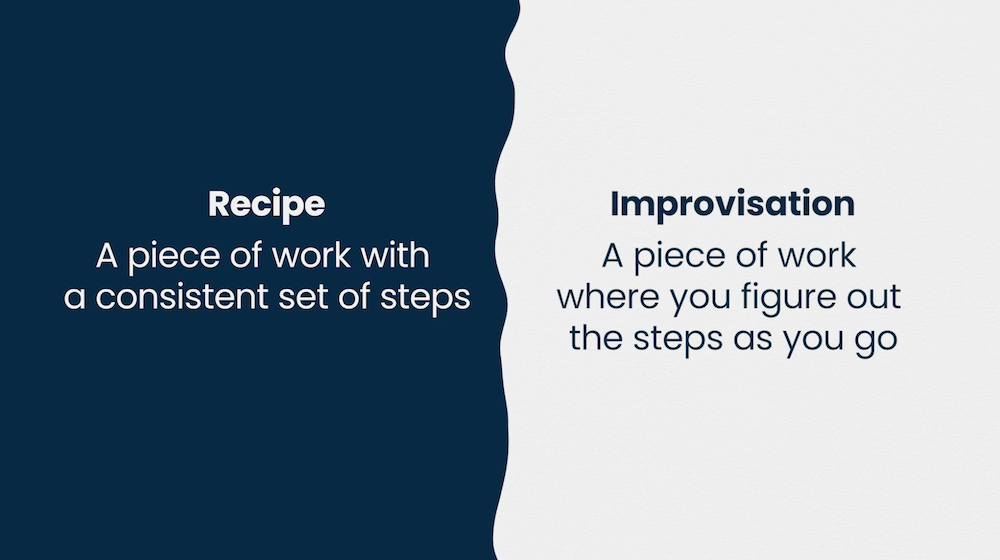 Recipe
A piece of work with
a consistent set of steps
Improvisation
A piece of work
where you figure out
the steps as you go